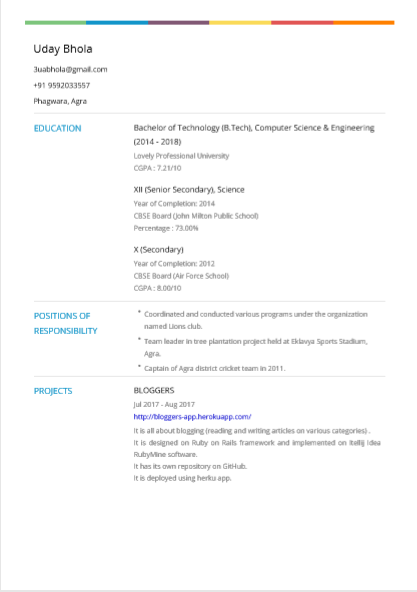 Uday Bhola
3uabhola@gmail.com
+91 9592033557
Phagwara, Agra
EDUCATION
Bachelor of Technology (B.Tech), Computer Science & Engineering
(2014 - 2018)
Lovely Professional University
CGPA : 7.21/10
XII (Senior Secondary), Science
Year of Completion: 2014
CBSE Board (John Milton Public School)
Percentage : 73.00%
X (Secondary)
Year of Completion: 2012
CBSE Board (Air Force School)
CGPA : 8.00/10
POSITIONS OF
RESPONSIBILITY
* Coordinated and conducted various programs under the organization
named Lions club.
* Team leader in tree plantation project held at Eklavya Sports Stadium,
Agra.
* Captain of Agra district cricket team in 2011.
PROJECTS
BLOGGERS
Jul 2017 - Aug 2017
http://bloggers-app.herokuapp.com/
It is all about blogging (reading and writing articles on various categories) .
It is designed on Ruby on Rails framework and implemented on Itellij Idea
RubyMine software.
It has its own repository on GitHub.
It is deployed using herku app.